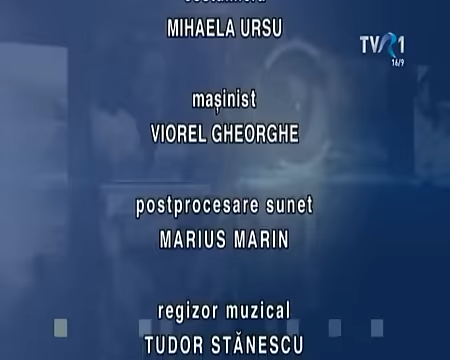 MIHAELA URSU
TVR1
16/9
mașinist
VIOREL GHEORGHE
postprocesare sunet
MARIUS MARIN
regizor muzical
TUDOR STĂNESCU